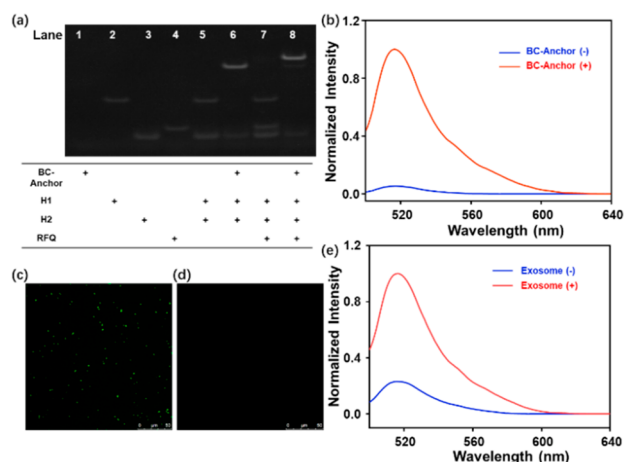 (a)
Lane 1 2 3 4 5 6 7 8
BC-
Anchor + + +
H1 + + + + +
H2 + + + + +
RFQ + + +
(b)
Normalized Intensity
1.2
0.8
0.4
0.0
BC-Anchor (-)
BC-Anchor (+)
520 560 600 640
Wavelength (nm)
(c)
(d)
(e)
Normalized Intensity
1.2
0.8
0.4
0.0
Exosome (-)
Exosome (+)
520 560 600 640
Wavelength (nm)